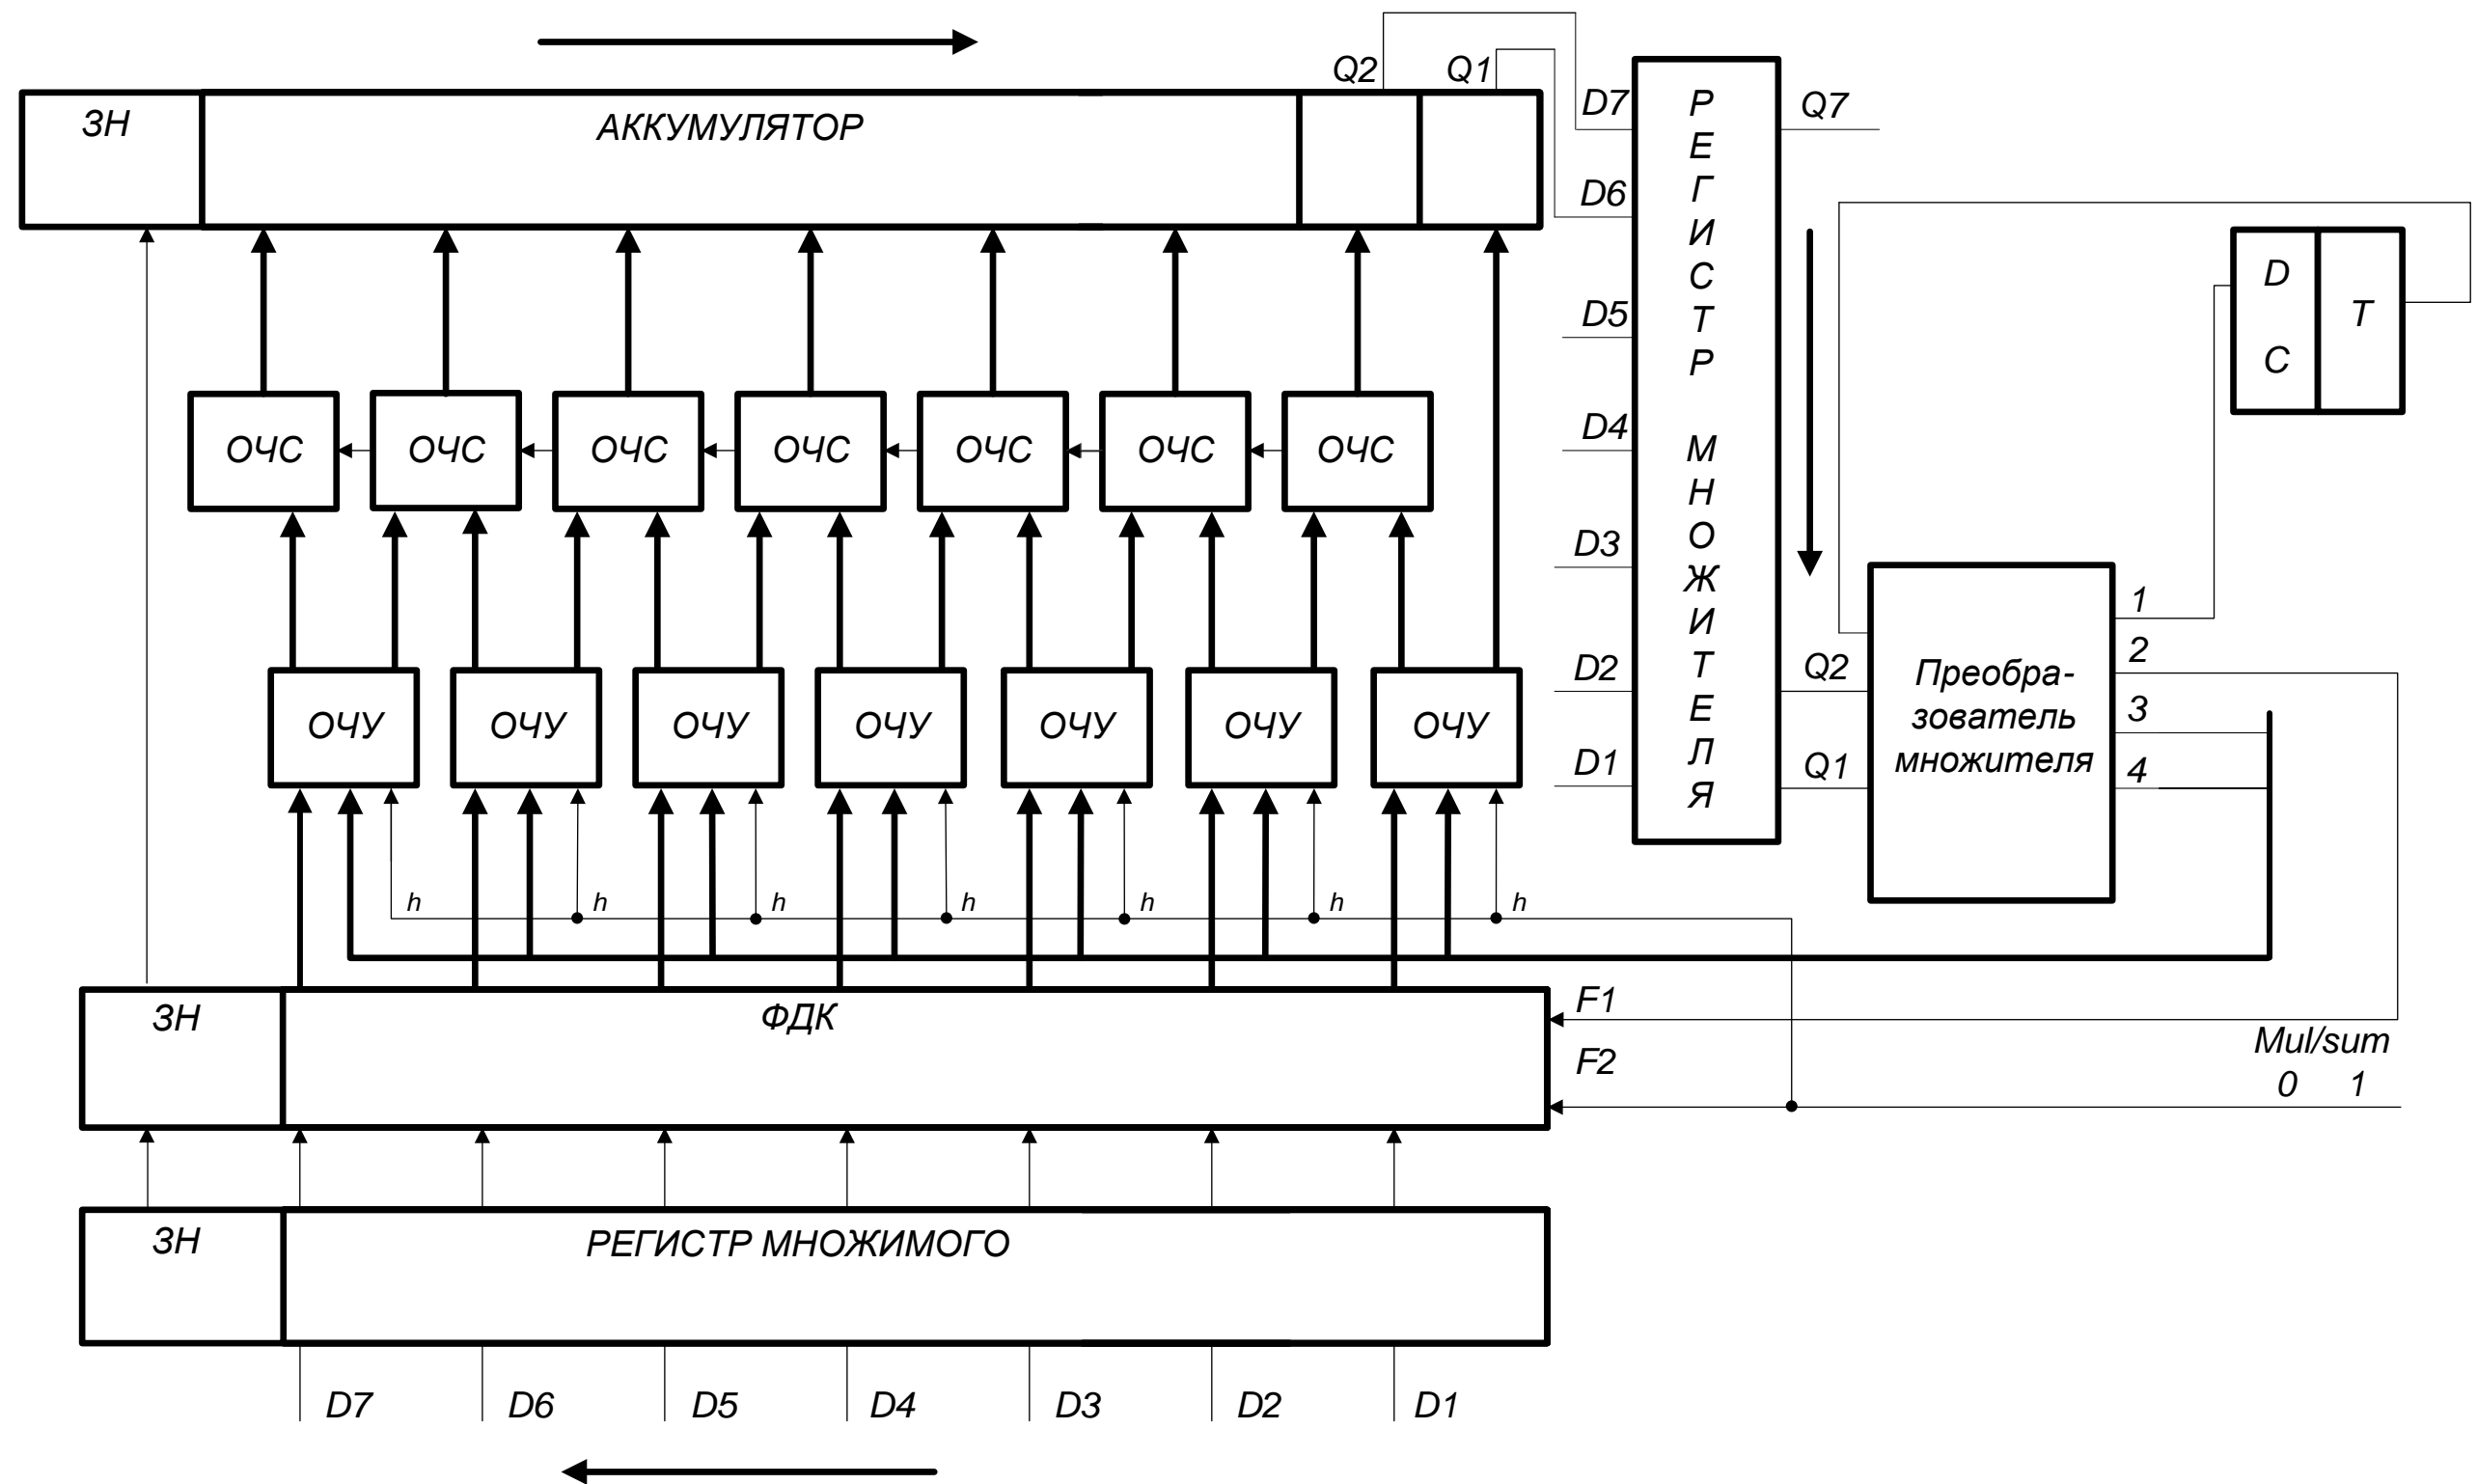 Q2 Q1
ЗН АККУМУЛЯТОР
D7 Q7
D6
D5
D4
D3
D2 Q2
D1 Q1
РЕГИСТР МНОЖИТЕЛЯ
D T
C
ОЧС ОЧС ОЧС ОЧС ОЧС ОЧС ОЧС
Преобра-
зователь
множителя
1
2
3
4
ОЧУ ОЧУ ОЧУ ОЧУ ОЧУ ОЧУ ОЧУ
h h h h h h h
ЗН ФДК
F1
F2
Mul/sum
0 1
ЗН РЕГИСТР МНОЖИМОГО
D7 D6 D5 D4 D3 D2 D1